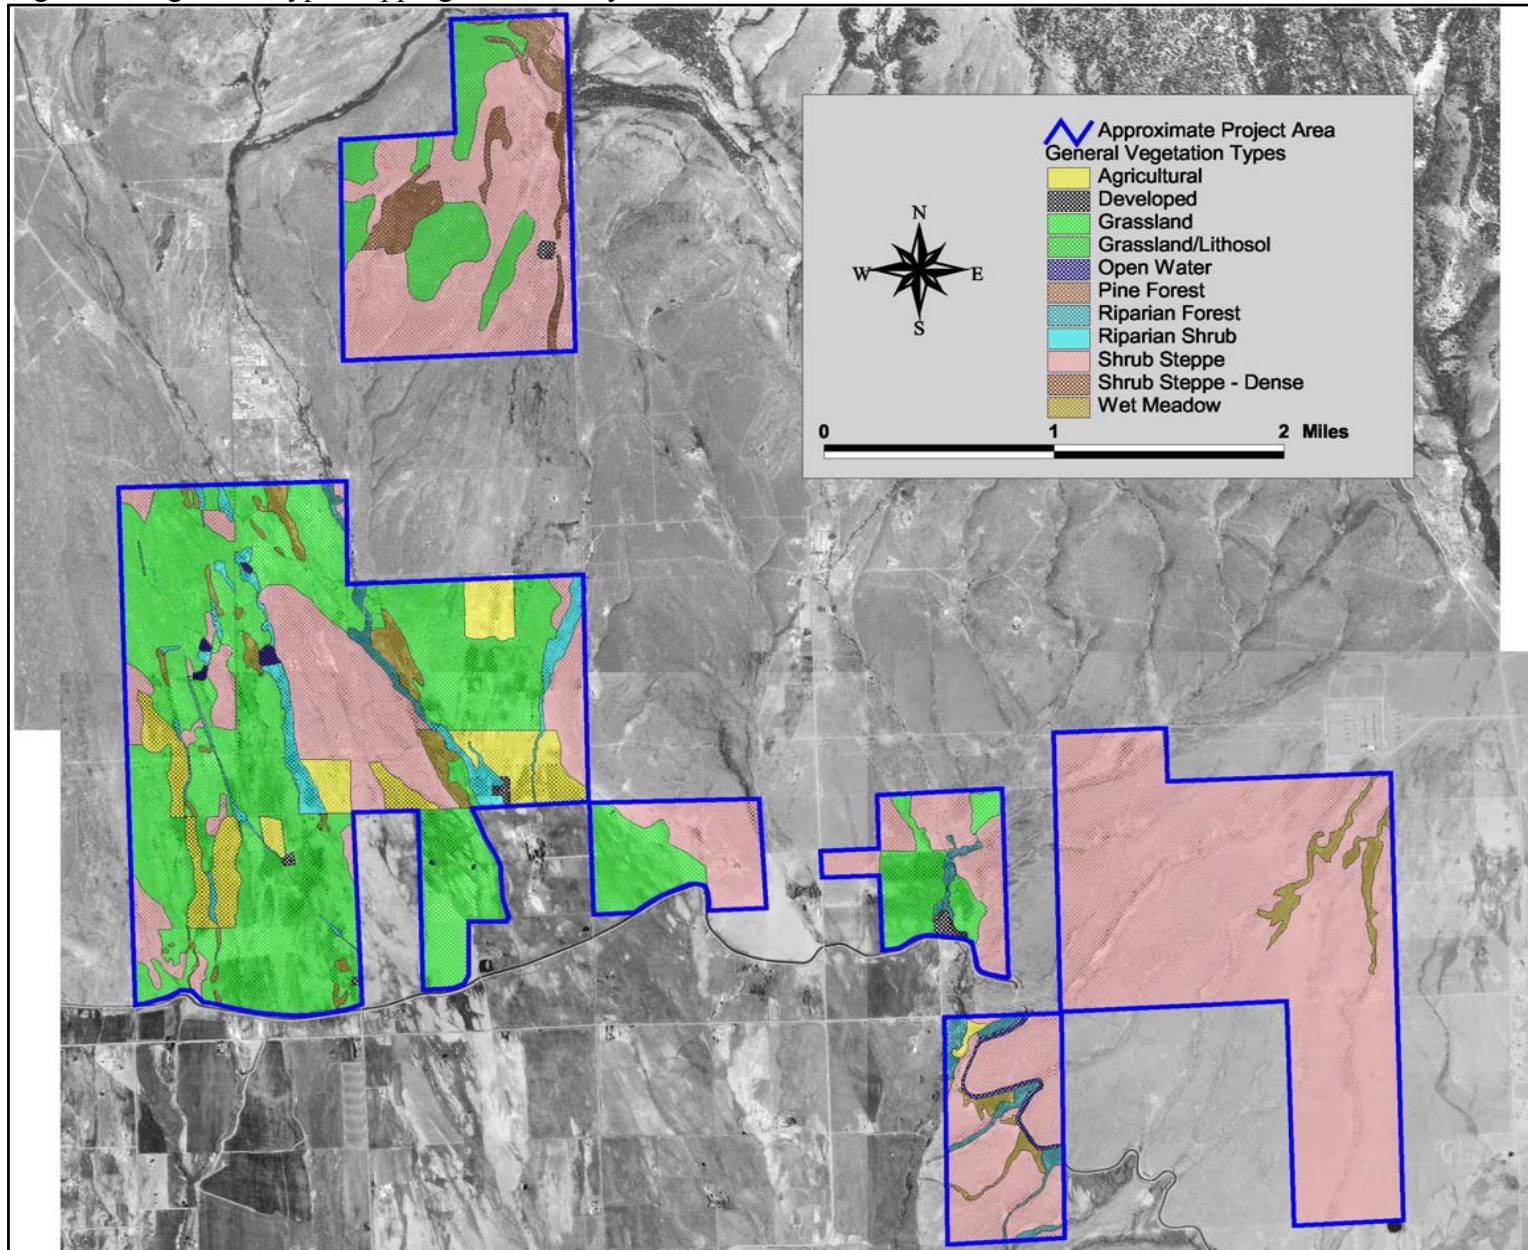 N
W E
S
Approximate Project Area
General Vegetation Types
Agricultural
Developed
Grassland
Grassland/Lithosol
Open Water
Pine Forest
Riparian Forest
Riparian Shrub
Shrub Steppe
Shrub Steppe - Dense
Wet Meadow
0 1 2 Miles